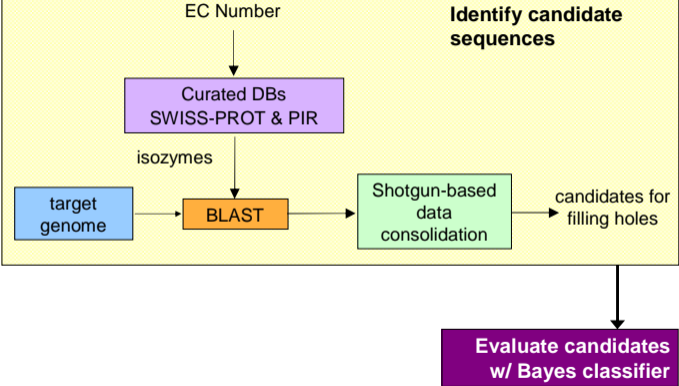 EC Number
Identify candidate
sequences
Curated DBs
SWISS-PROT & PIR
isozymes
target
genome
BLAST
Shotgun-based
data
consolidation
candidates for
filling holes
Evaluate candidates
w/ Bayes classifier